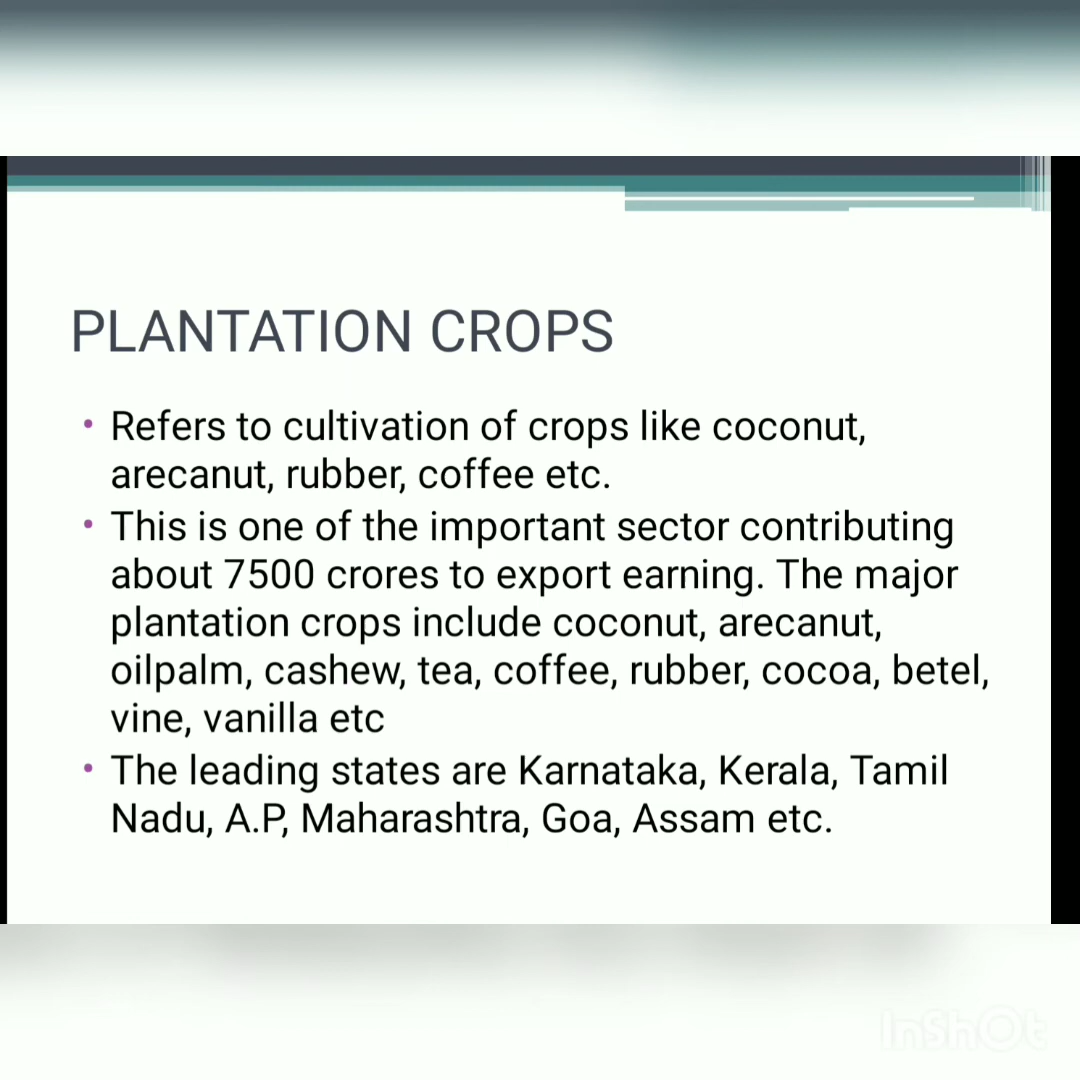 PLANTATION CROPS
• Refers to cultivation of crops like coconut,
arecanut, rubber, coffee etc.
• This is one of the important sector contributing
about 7500 crores to export earning. The major
plantation crops include coconut, arecanut,
oilpalm, cashew, tea, coffee, rubber, cocoa, betel,
vine, vanilla etc
• The leading states are Karnataka, Kerala, Tamil
Nadu, A.P, Maharashtra, Goa, Assam etc.
InShOt